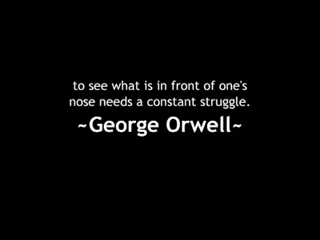 to see what is in front of one's
nose needs a constant struggle.
~George Orwell~